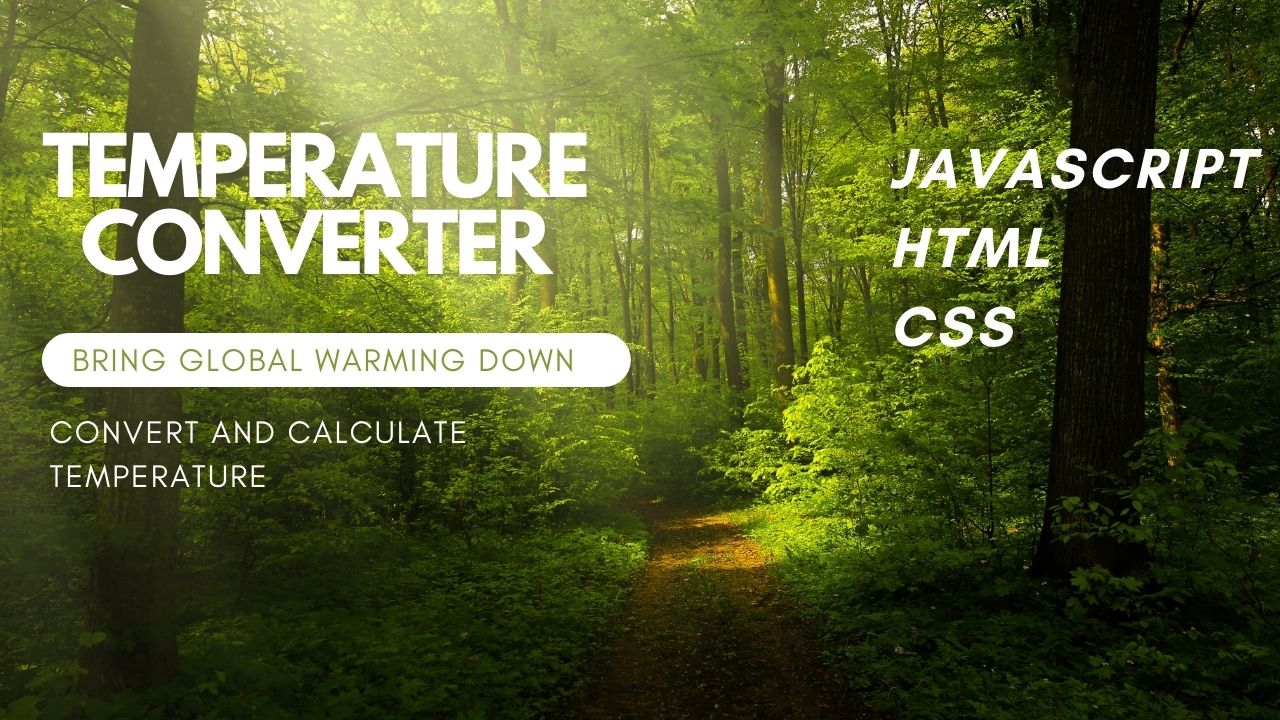 TEMPERATURE
CONVERTER
BRING GLOBAL WARMING DOWN
CONVERT AND CALCULATE
TEMPERATURE
JAVASCRIPT
HTML
CSS